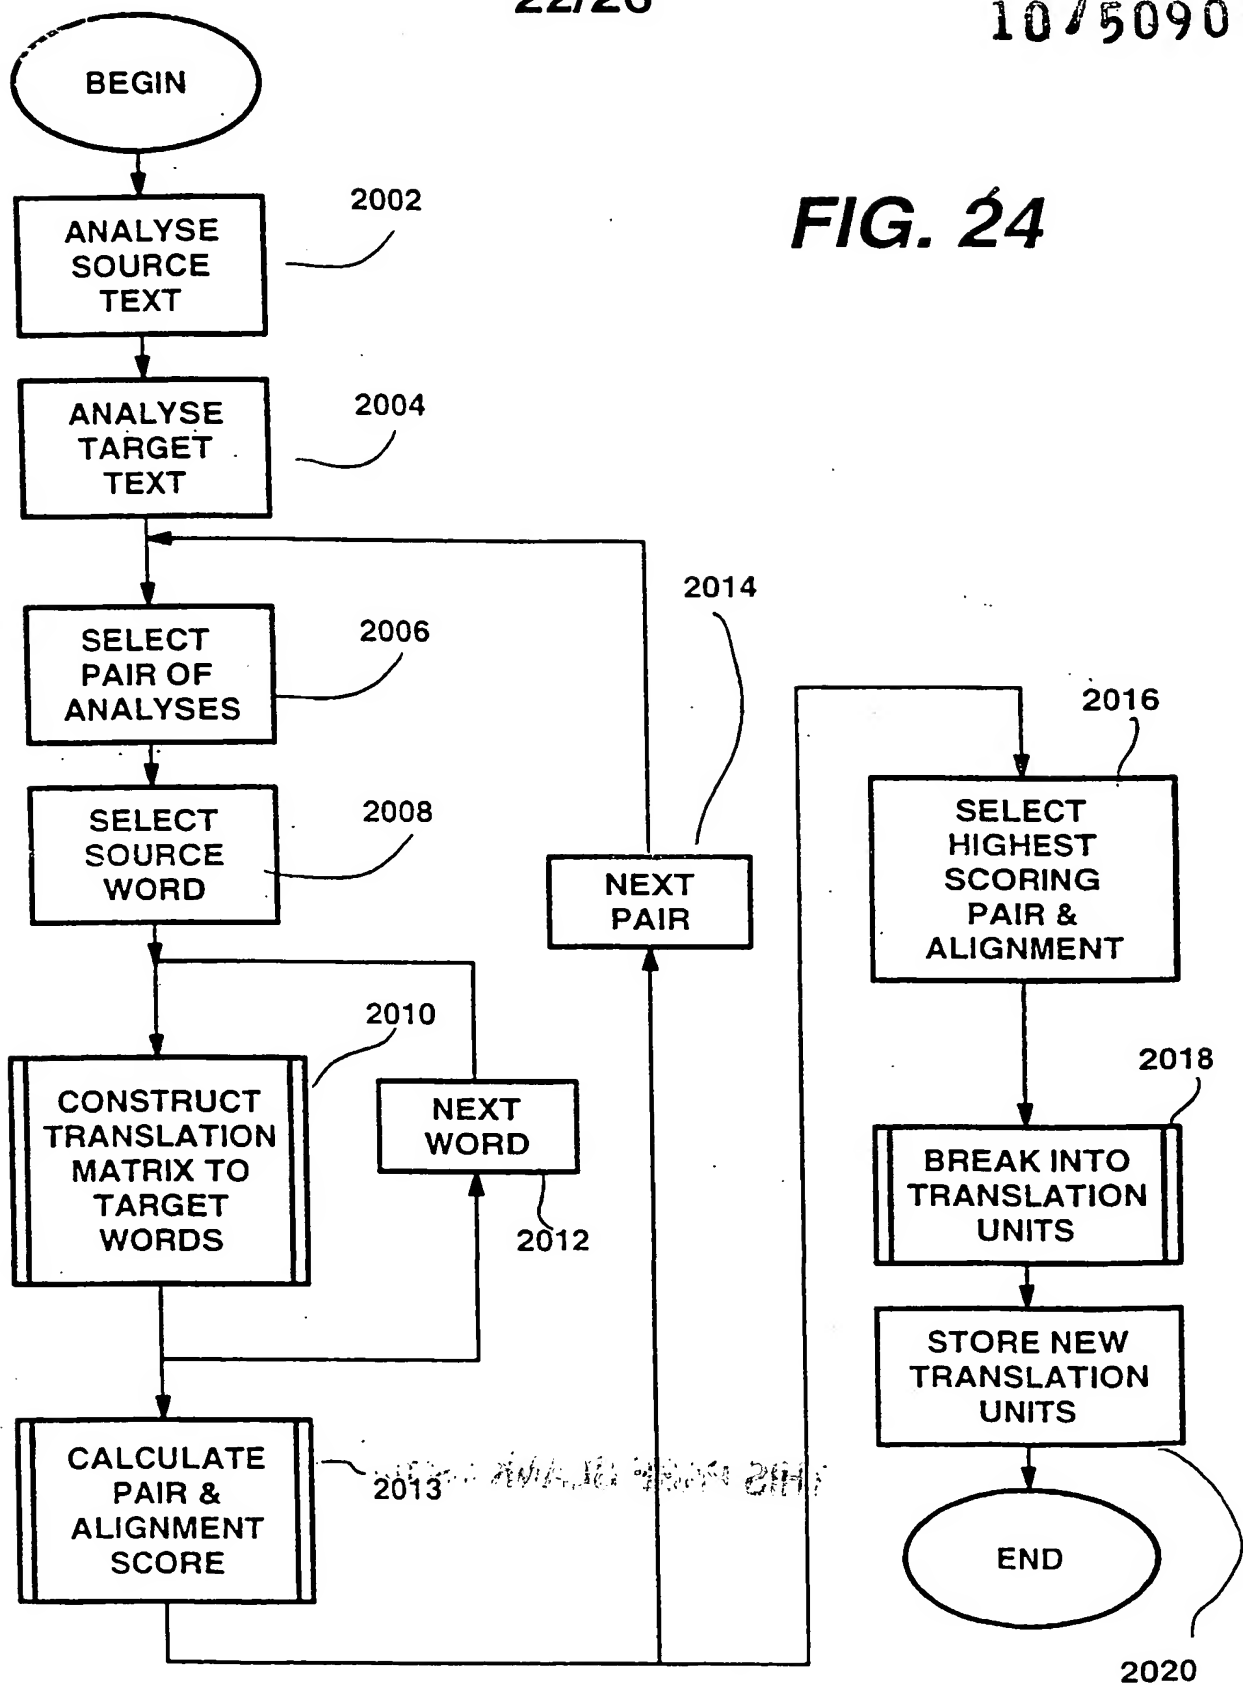 22/26
10/5090
BEGIN
FIG. 24
2002
ANALYSE
SOURCE
TEXT
2004
ANALYSE
TARGET
TEXT
2006
SELECT
PAIR OF
ANALYSES
2008
SELECT
SOURCE
WORD
2010
CONSTRUCT
TRANSLATION
MATRIX TO
TARGET
WORDS
NEXT
WORD
2012
2013
CALCULATE
PAIR &
ALIGNMENT
SCORE
2014
NEXT
PAIR
2016
SELECT
HIGHEST
SCORING
PAIR &
ALIGNMENT
2018
BREAK INTO
TRANSLATION
UNITS
STORE NEW
TRANSLATION
UNITS
END
2020